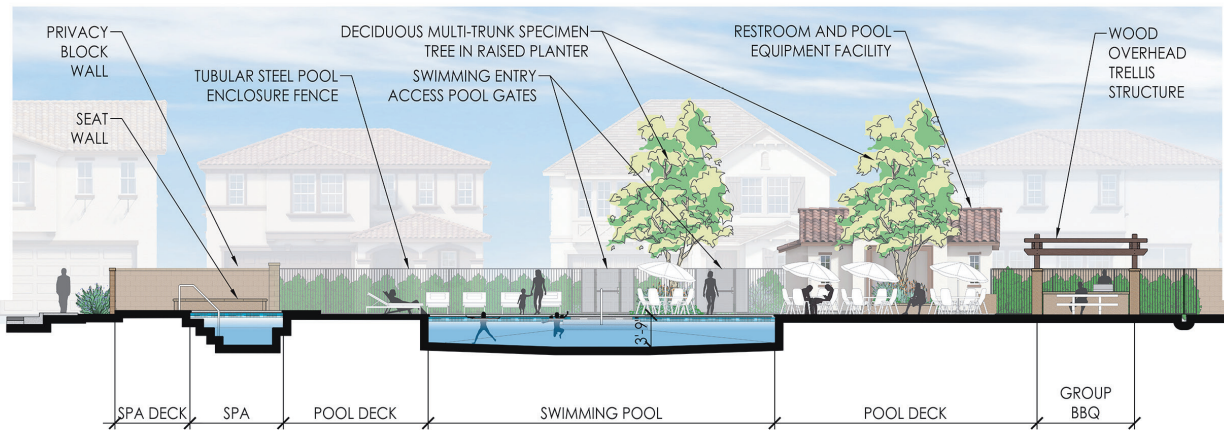 PRIVACY
BLOCK
WALL
SEAT
WALL
TUBULAR STEEL POOL
ENCLOSURE FENCE
DECIDUOUS MULTI-TRUNK SPECIMEN
TREE IN RAISED PLANTER
SWIMMING ENTRY
ACCESS POOL GATES
RESTROOM AND POOL
EQUIPMENT FACILITY
WOOD
OVERHEAD
TRELLIS
STRUCTURE
3'-9"
SPA DECK
SPA
POOL DECK
SWIMMING POOL
POOL DECK
GROUP
BBQ